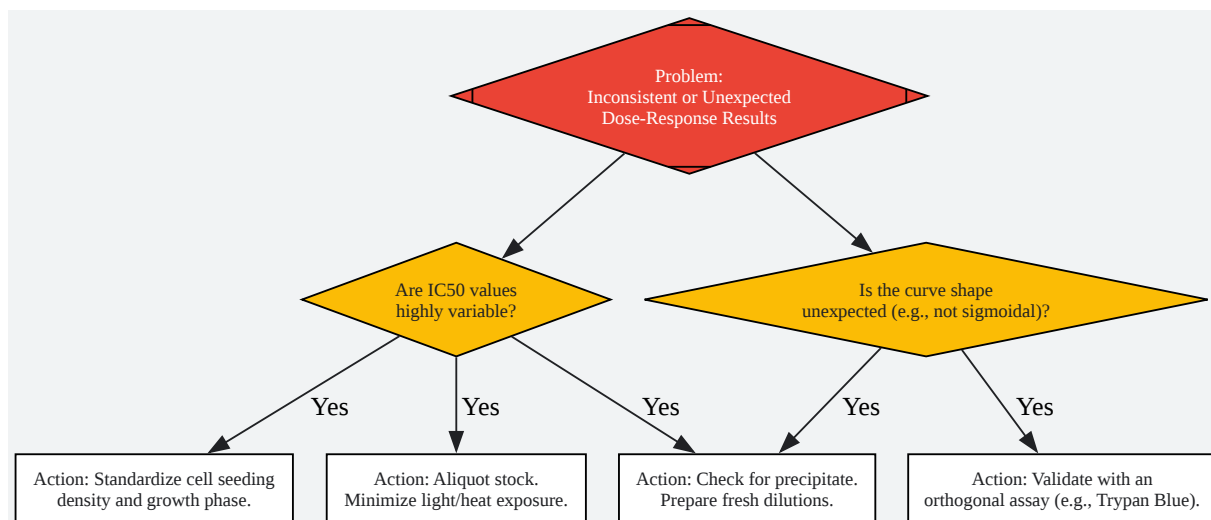 Problem:
Inconsistent or Unexpected
Dose-Response Results
Are IC50 values
highly variable?
Is the curve shape
unexpected (e.g., not sigmoidal)?
Yes
Yes
Yes
Yes
Yes
Action: Standardize cell seeding
density and growth phase.
Action: Aliquot stock.
Minimize light/heat exposure.
Action: Check for precipitate.
Prepare fresh dilutions.
Action: Validate with an
orthogonal assay (e.g., Trypan Blue).